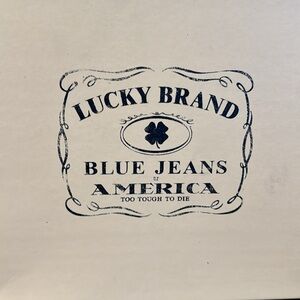 LUCKY BRAND
BLUE JEANS
AMERICA
TOO TOUGH TO DIE